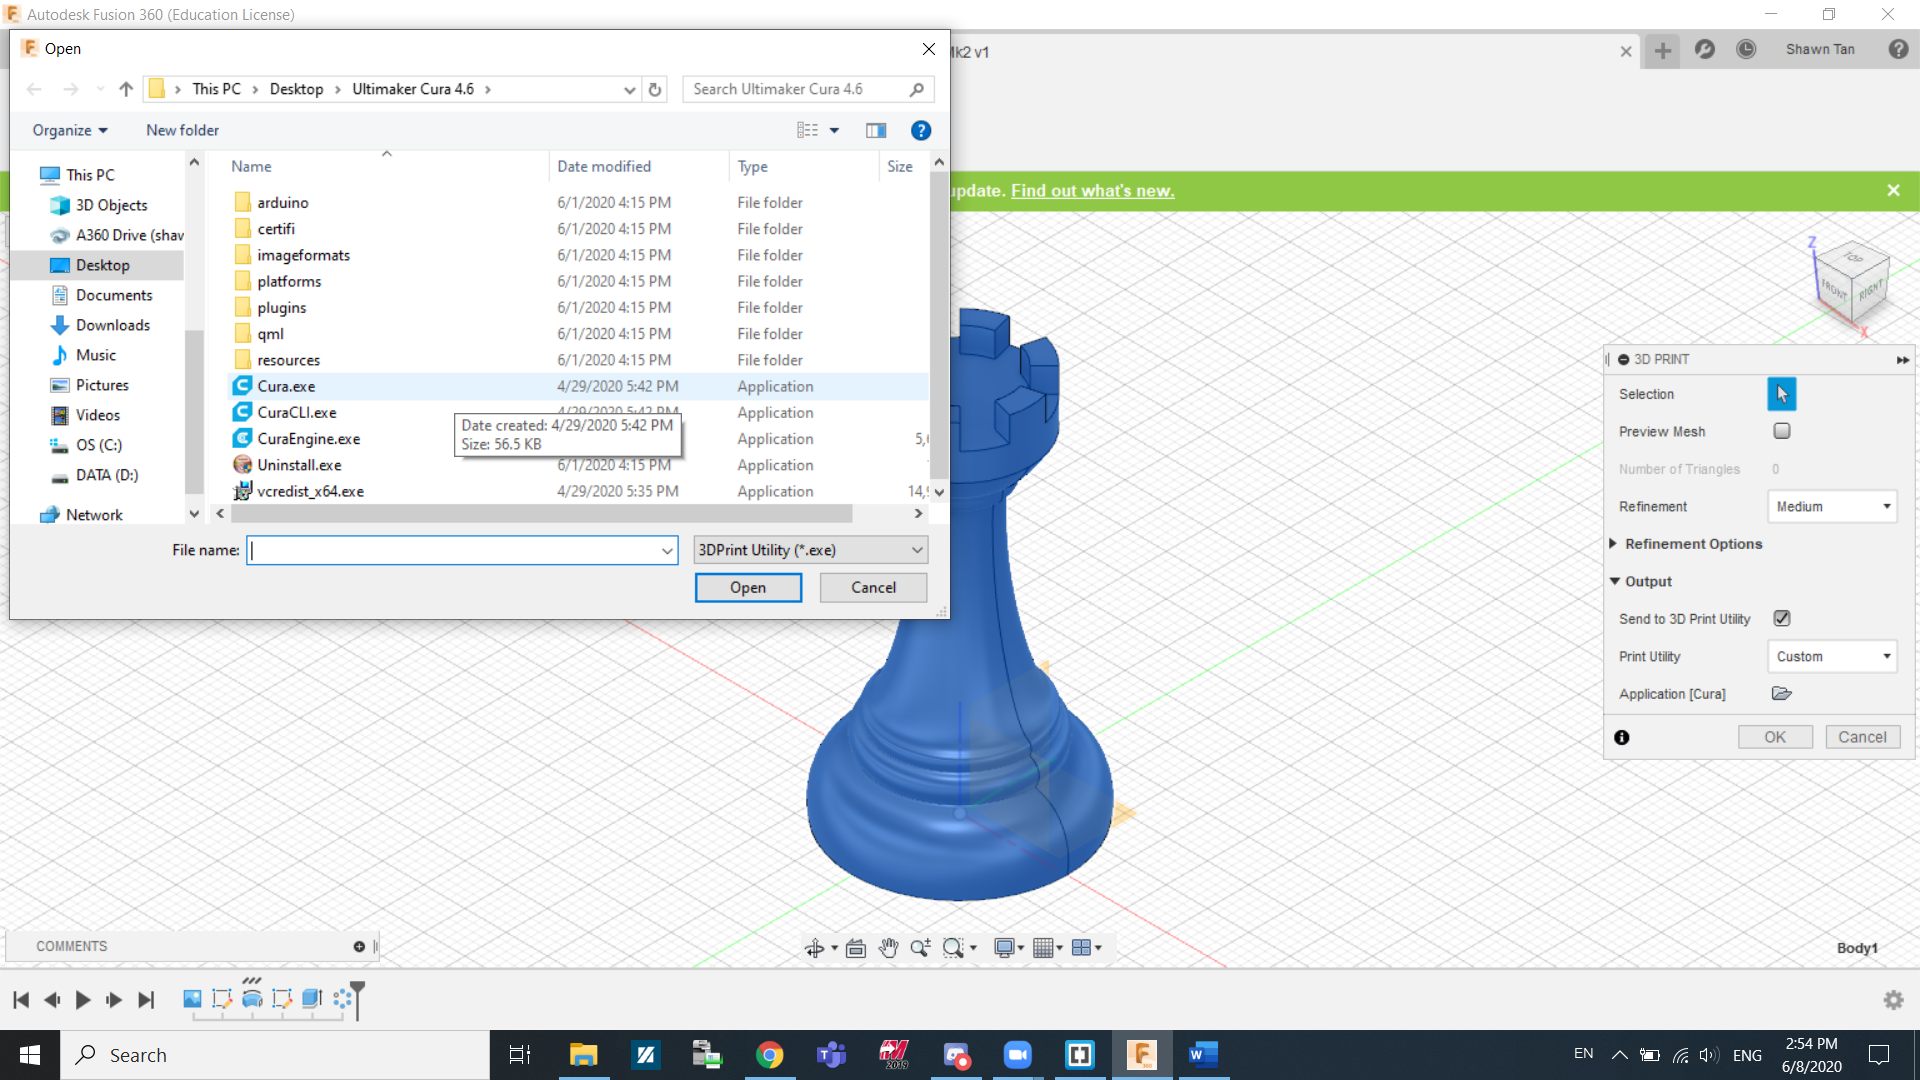 Autodesk Fusion 360 (Education License)
Open
Mk2 v1
Shawn Tan
This PC > Desktop > Ultimaker Cura 4.6 >
Search Ultimaker Cura 4.6
Organize
New folder
update. Find out what's new.
This PC
3D Objects
A360 Drive (shaw
Desktop
Documents
Downloads
Music
Pictures
Videos
OS (C:)
DATA (D:)
Network
Name Date modified Type Size
arduino 6/1/2020 4:15 PM File folder
certifi 6/1/2020 4:15 PM File folder
imageformats 6/1/2020 4:15 PM File folder
platforms 6/1/2020 4:15 PM File folder
plugins 6/1/2020 4:15 PM File folder
qml 6/1/2020 4:15 PM File folder
resources 6/1/2020 4:15 PM File folder
Cura.exe 4/29/2020 5:42 PM Application
CuraCLI.exe 4/29/2020 5:42 PM Application
CuraEngine.exe Application 5,6
Uninstall.exe 6/1/2020 4:15 PM Application
vcredist_x64.exe 4/29/2020 5:35 PM Application 14,9
Date created: 4/29/2020 5:42 PM
Size: 56.5 KB
File name:
3DPrint Utility (*.exe)
Open
Cancel
Z
TOP
FRONT
RIGHT
X
3D PRINT
Selection
Preview Mesh
Number of Triangles 0
Refinement Medium
Refinement Options
Output
Send to 3D Print Utility
Print Utility Custom
Application [Cura]
OK
Cancel
COMMENTS
Body1
Search
2019
EN
ENG
2:54 PM
6/8/2020